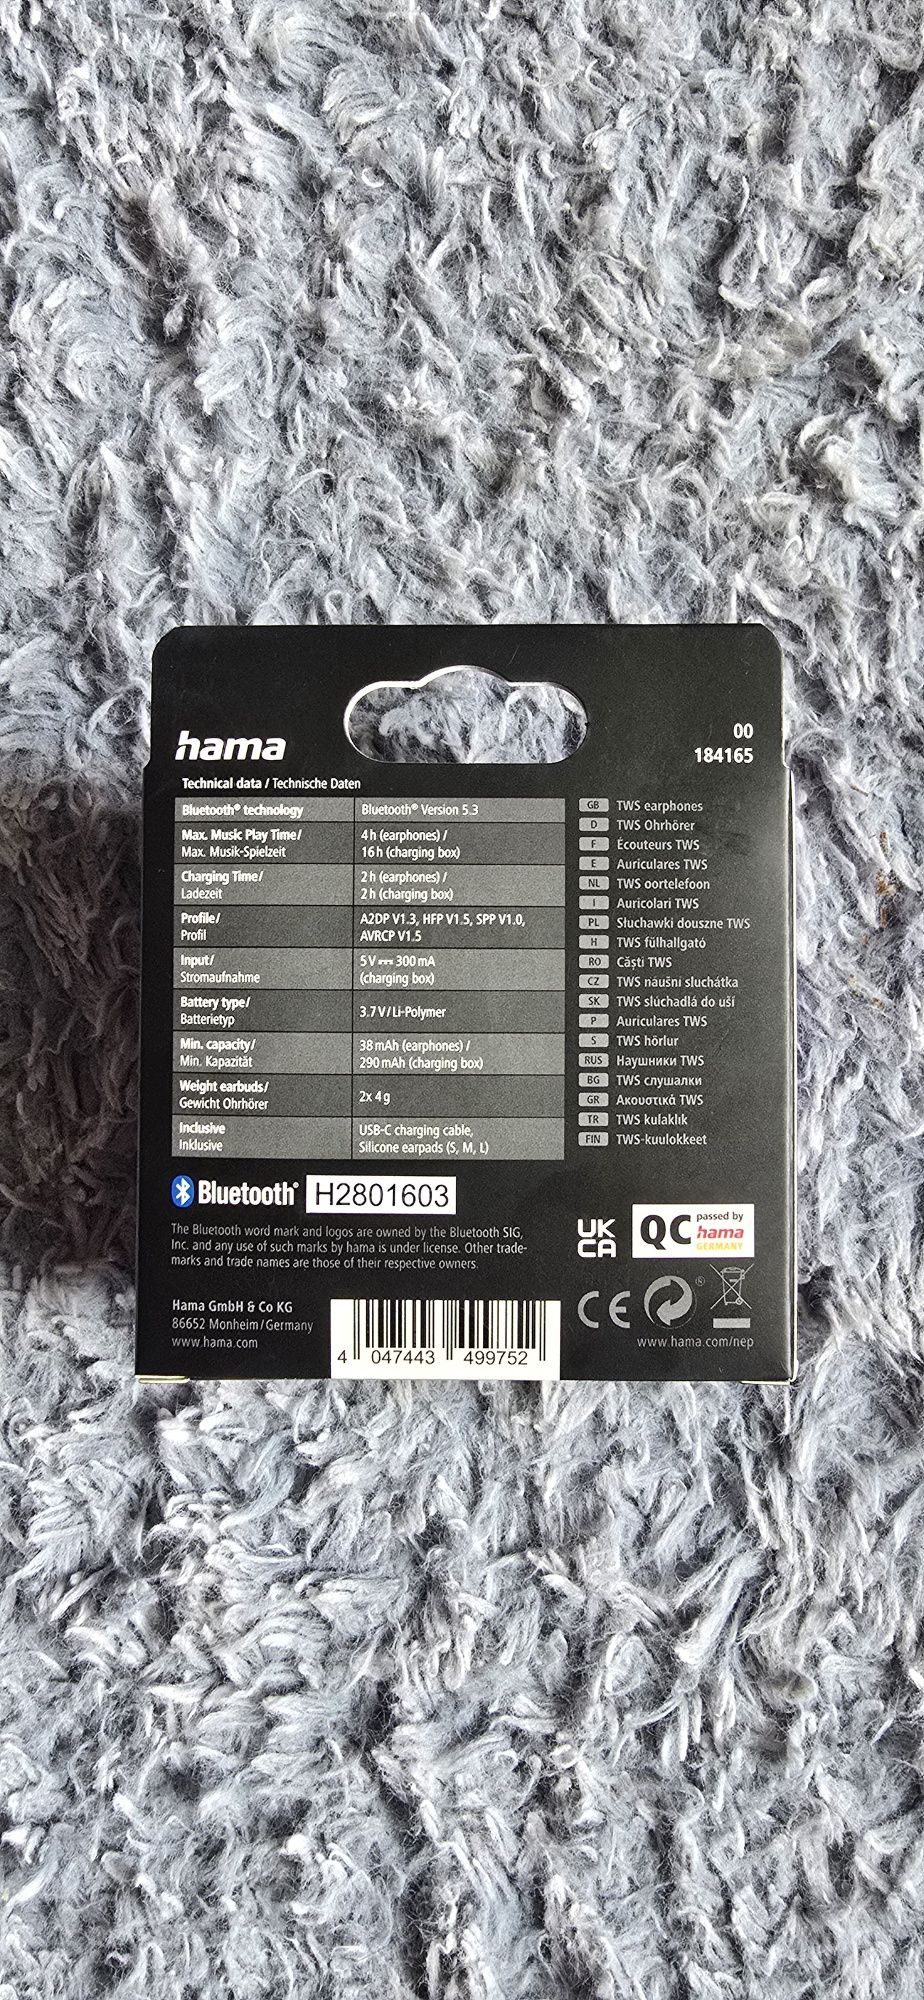 hama
00
184165
Technical data / Technische Daten
Bluetooth® technology
Bluetooth® Version 5.3
Max. Music Play Time/
Max. Musik-Spielzeit
4 h (earphones) /
16 h (charging box)
Charging Time/
Ladezeit
2 h (earphones) /
2 h (charging box)
Profile/
Profil
A2DP V1.3, HFP V1.5, SPP V1.0,
AVRCP V1.5
Input/
Stromaufnahme
5 V ⎓ 300 mA
(charging box)
Battery type/
Batterietyp
3.7 V / Li-Polymer
Min. capacity/
Min. Kapazität
38 mAh (earphones) /
290 mAh (charging box)
Weight earbuds/
Gewicht Ohrhörer
2x 4 g
Inclusive
Inklusive
USB-C charging cable,
Silicone earpads (S, M, L)
GB TWS earphones
D TWS Ohrhörer
F Écouteurs TWS
E Auriculares TWS
NL TWS oortelefoon
I Auricolari TWS
PL Słuchawki douszne TWS
H TWS fülhallgató
RO Căști TWS
CZ TWS náušní sluchátka
SK TWS slúchadlá do uší
P Auriculares TWS
S TWS hörlur
RUS Наушники TWS
BG TWS слушалки
GR Ακουστικά TWS
TR TWS kulaklık
FIN TWS-kuulokkeet
Bluetooth® H2801603
The Bluetooth word mark and logos are owned by the Bluetooth SIG,
Inc. and any use of such marks by hama is under license. Other trade-
marks and trade names are those of their respective owners.
UK
CA
QC passed by
hama
GERMANY
Hama GmbH & Co KG
86652 Monheim/Germany
www.hama.com
4 047443 499752
CE
®
www.hama.com/nep